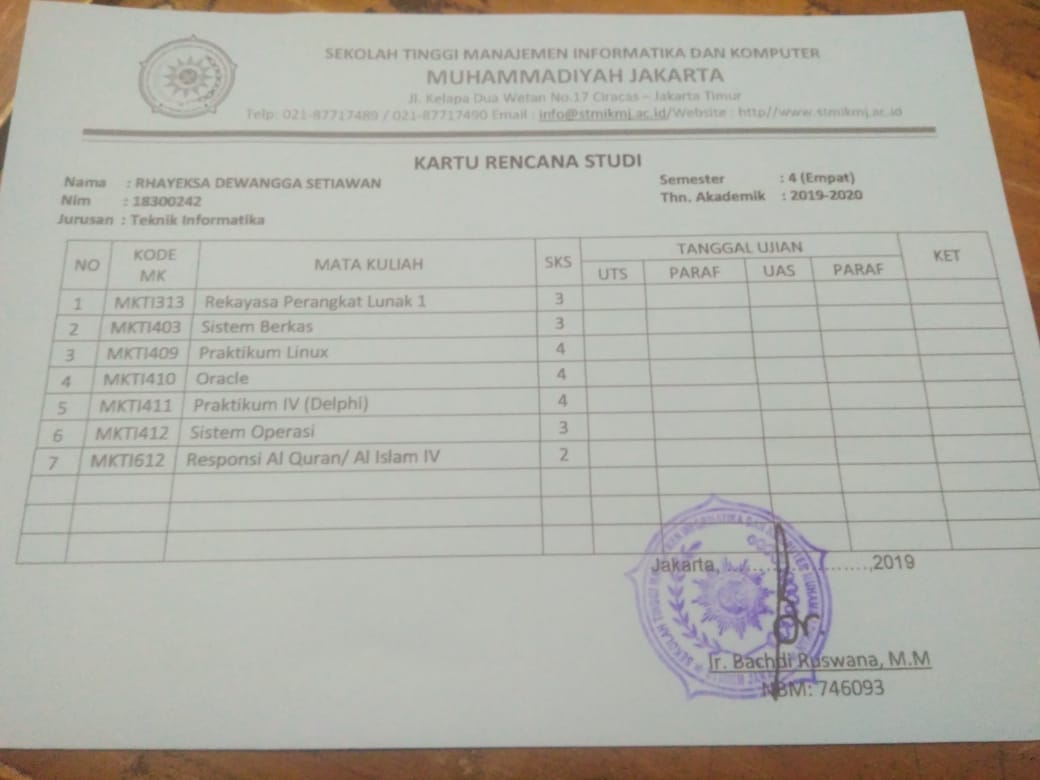 SEKOLAH TINGGI MANAJEMEN INFORMATIKA DAN KOMPUTER
MUHAMMADIYAH JAKARTA
Jl. Kelapa Dua Wetan No.17 Ciracas – Jakarta Timur
Telp: 021-87717489 / 021-87717490 Email : info@stmikmj.ac.id/Website : http//www.stmikmj.ac.id
KARTU RENCANA STUDI
Nama : RHAYEKSA DEWANGGA SETIAWAN
Nim : 18300242
Jurusan : Teknik Informatika
Semester : 4 (Empat)
Thn. Akademik : 2019-2020
NO KODE MK MATA KULIAH SKS TANGGAL UJIAN KET
UTS PARAF UAS PARAF
1 MKTI313 Rekayasa Perangkat Lunak 1 3
2 MKTI403 Sistem Berkas 3
3 MKTI409 Praktikum Linux 4
4 MKTI410 Oracle 4
5 MKTI411 Praktikum IV (Delphi) 4
6 MKTI412 Sistem Operasi 3
7 MKTI612 Responsi Al Quran/ Al Islam IV 2
Jakarta, ........................,2019
Ir. Bachdi Ruswana, M.M
NBM: 746093